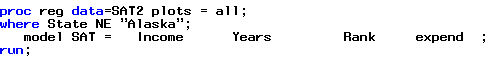 proc reg data=SAT2 plots = all;
where State NE "Alaska";
model SAT = Income Years Rank expend ;
run;